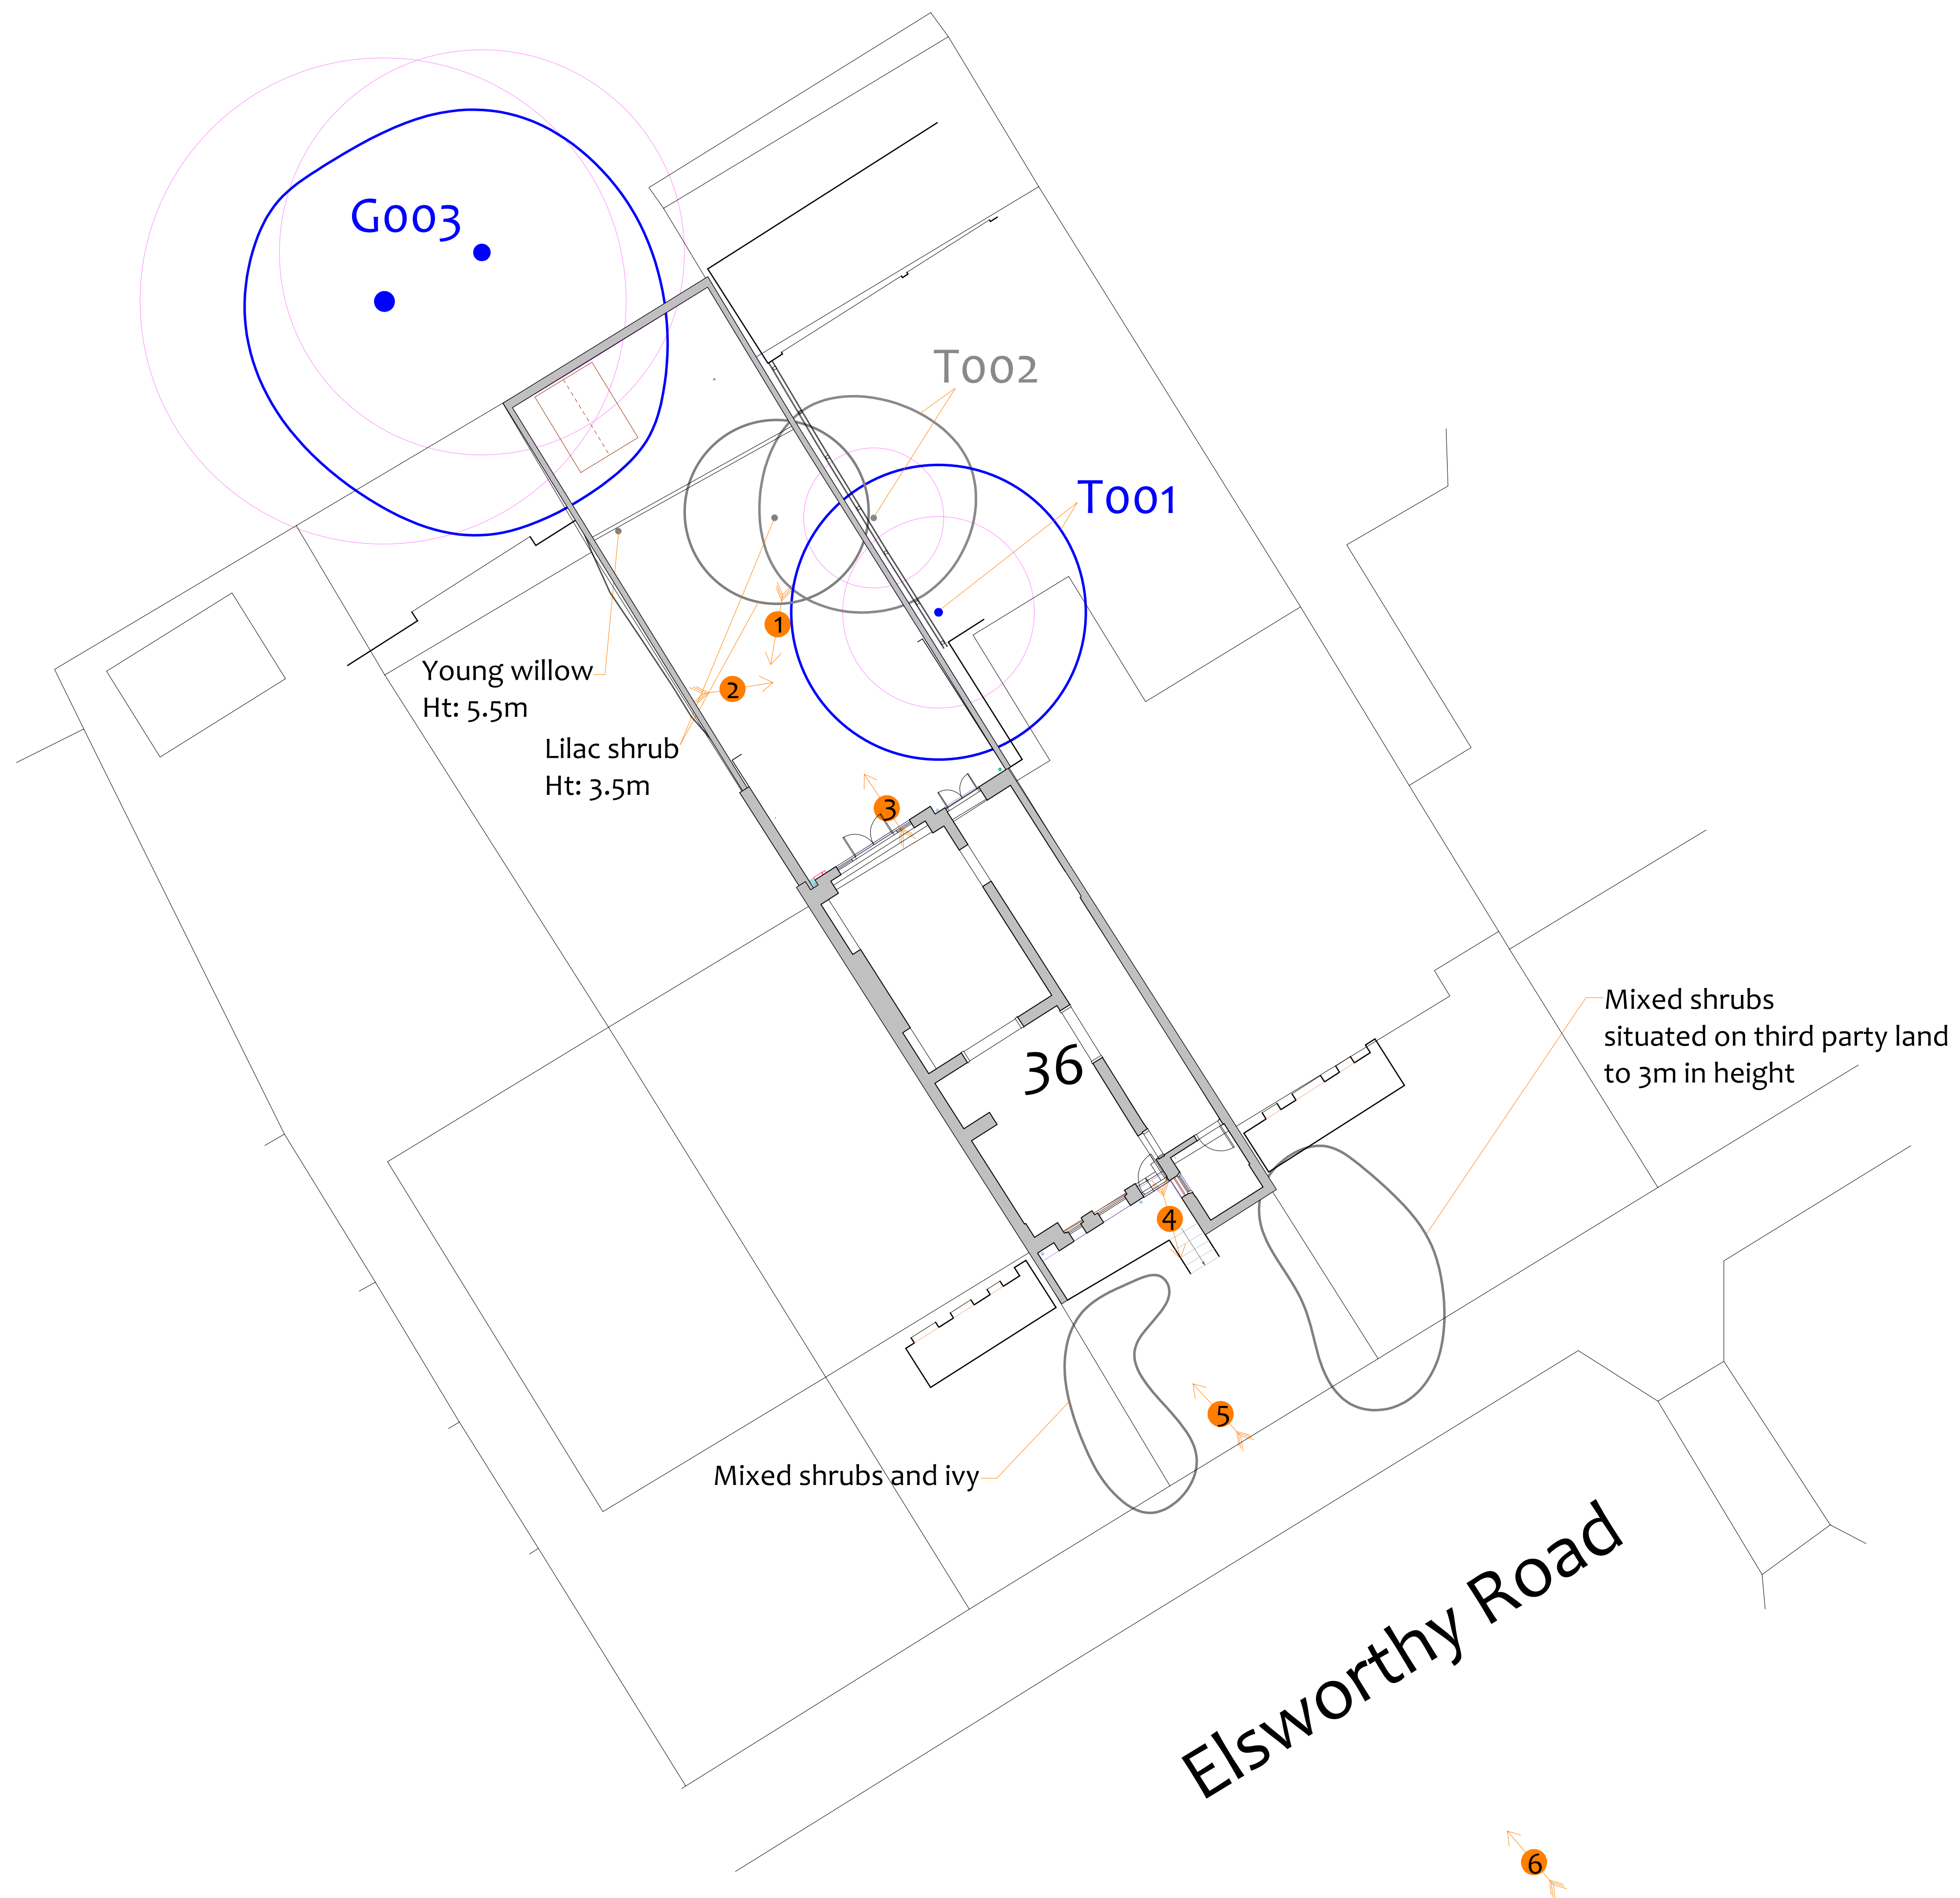 G003
T002
T001
1
2
Young willow
Ht: 5.5m
Lilac shrub
Ht: 3.5m
3
36
Mixed shrubs
situated on third party land
to 3m in height
4
5
Mixed shrubs and ivy
Elsworthy Road
6